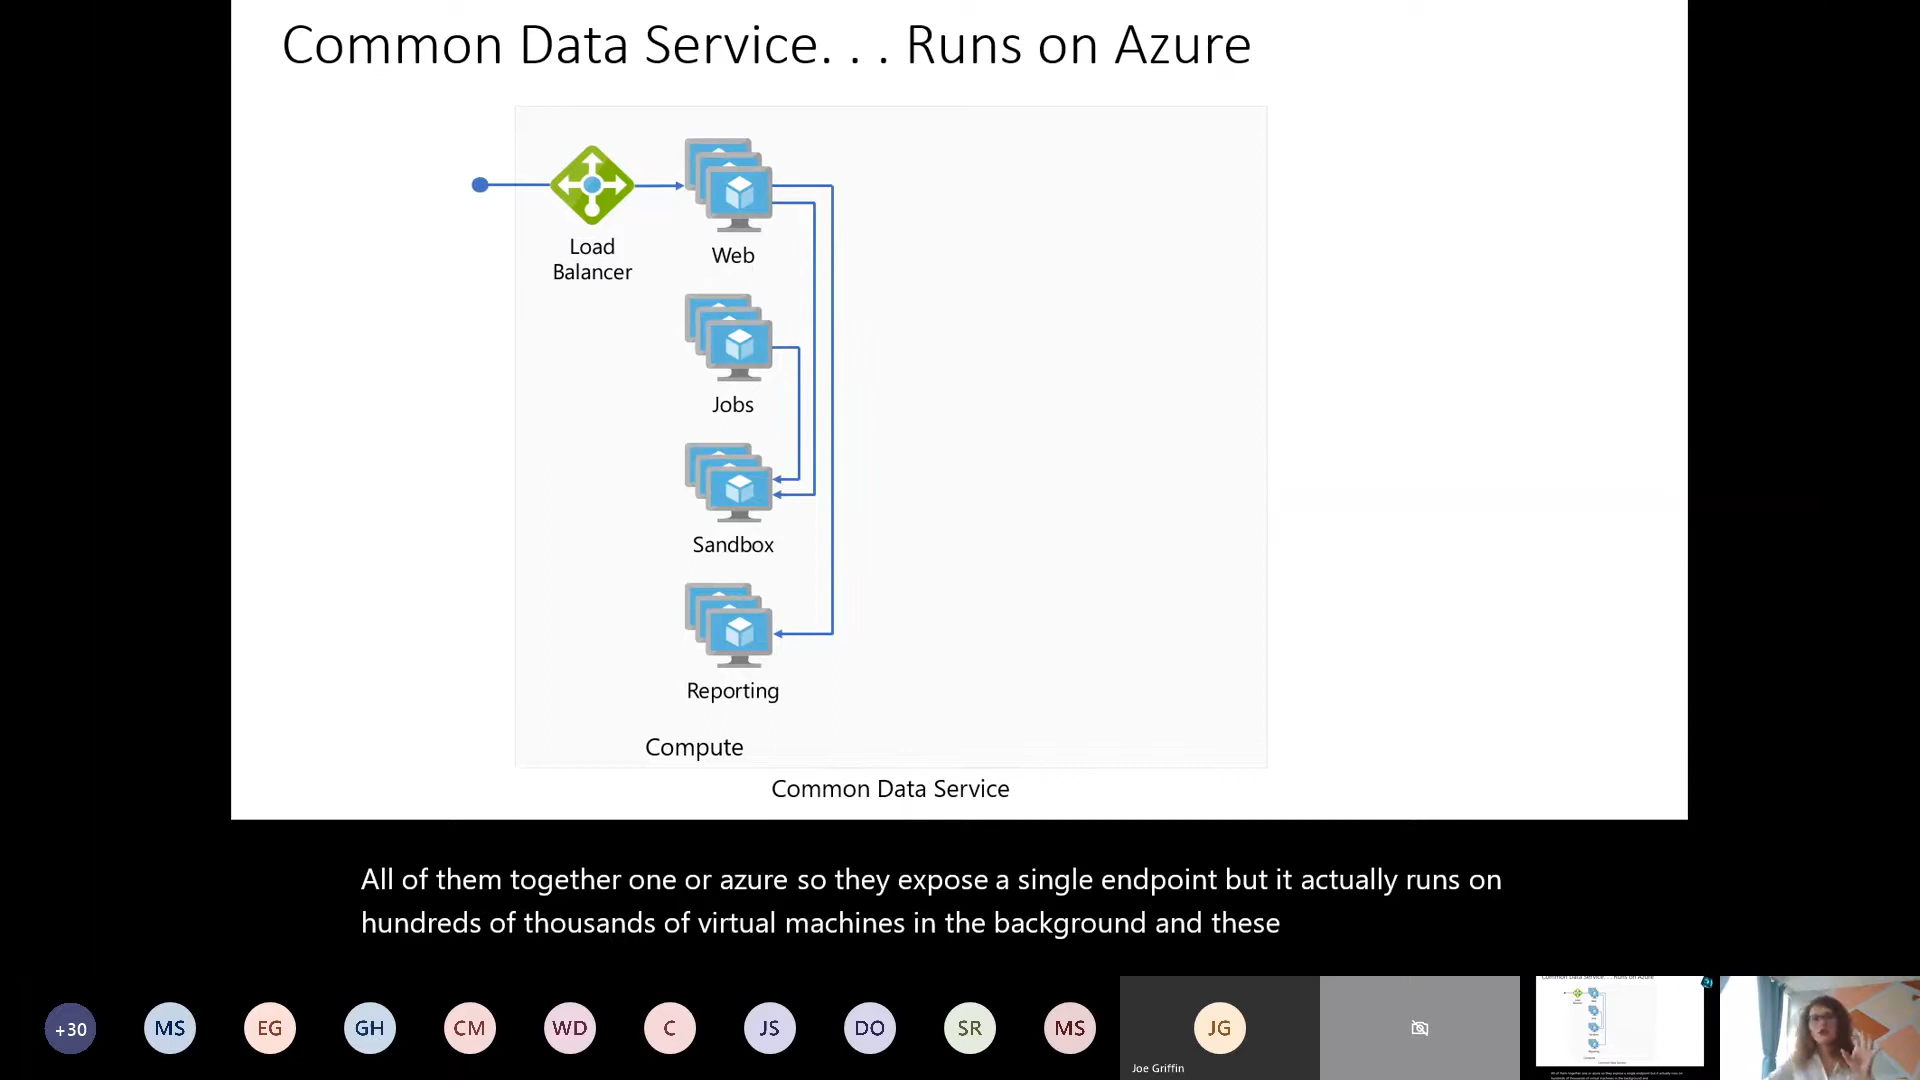 Common Data Service. . . Runs on Azure
Load
Balancer
Web
Jobs
Sandbox
Reporting
Compute
Common Data Service
All of them together one or azure so they expose a single endpoint but it actually runs on
hundreds of thousands of virtual machines in the background and these
+30
MS
EG
GH
CM
WD
C
JS
DO
SR
MS
JG
Joe Griffin